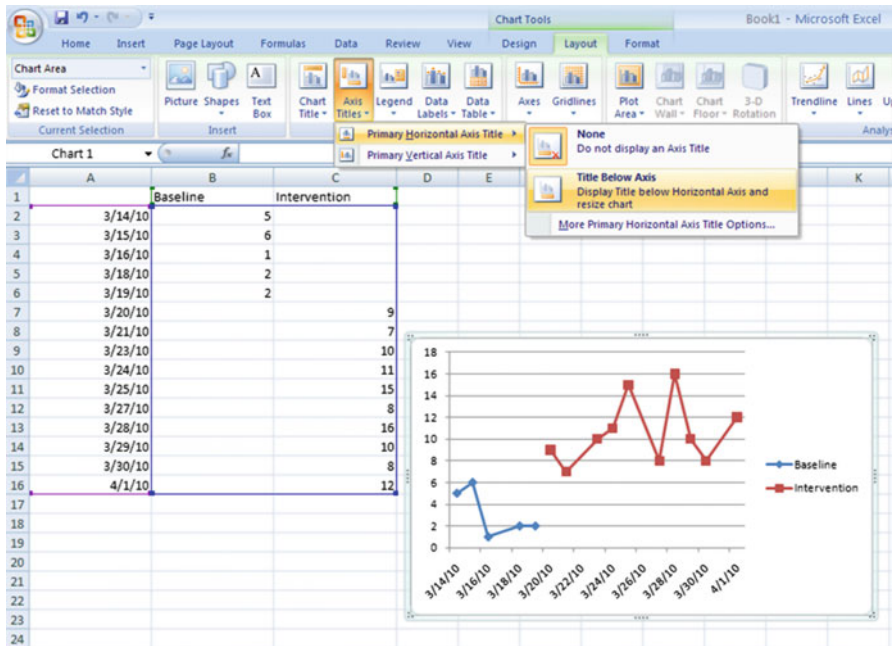 Chart Tools
Book1 - Microsoft Excel
Home Insert Page Layout Formulas Data Review View Design Layout Format
Chart Area
Format Selection
Reset to Match Style
Current Selection
Picture Shapes Text Box
Insert
Chart Title Axis Titles Legend Data Labels Data Table
Axes Gridlines
Plot Area Chart Wall Chart Floor 3-D Rotation
Trendline Lines
Primary Horizontal Axis Title
Primary Vertical Axis Title
None
Do not display an Axis Title
Title Below Axis
Display Title below Horizontal Axis and
resize chart
More Primary Horizontal Axis Title Options...
Chart 1 fx
A B C D E K
1 Baseline Intervention
2 3/14/10 5
3 3/15/10 6
4 3/16/10 1
5 3/18/10 2
6 3/19/10 2
7 3/20/10 9
8 3/21/10 7
9 3/23/10 10
10 3/24/10 11
11 3/25/10 15
12 3/27/10 8
13 3/28/10 16
14 3/29/10 10
15 3/30/10 8
16 4/1/10 12
17
18
19
20
21
22
23
24
18
16
14
12
10
8
6
4
2
0
3/14/10 3/16/10 3/18/10 3/20/10 3/22/10 3/24/10 3/26/10 3/28/10 3/30/10 4/1/10
Baseline
Intervention